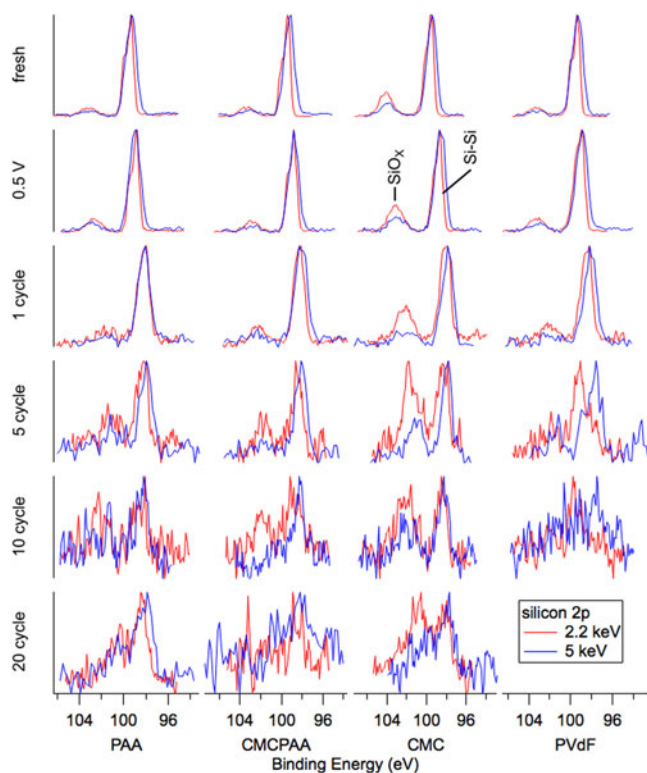 fresh
0.5 V
SiOX
Si-Si
1 cycle
5 cycle
10 cycle
20 cycle
silicon 2p
2.2 keV
5 keV
104 100 96 104 100 96 104 100 96 104 100 96
PAA CMCPAA CMC PVdF
Binding Energy (eV)